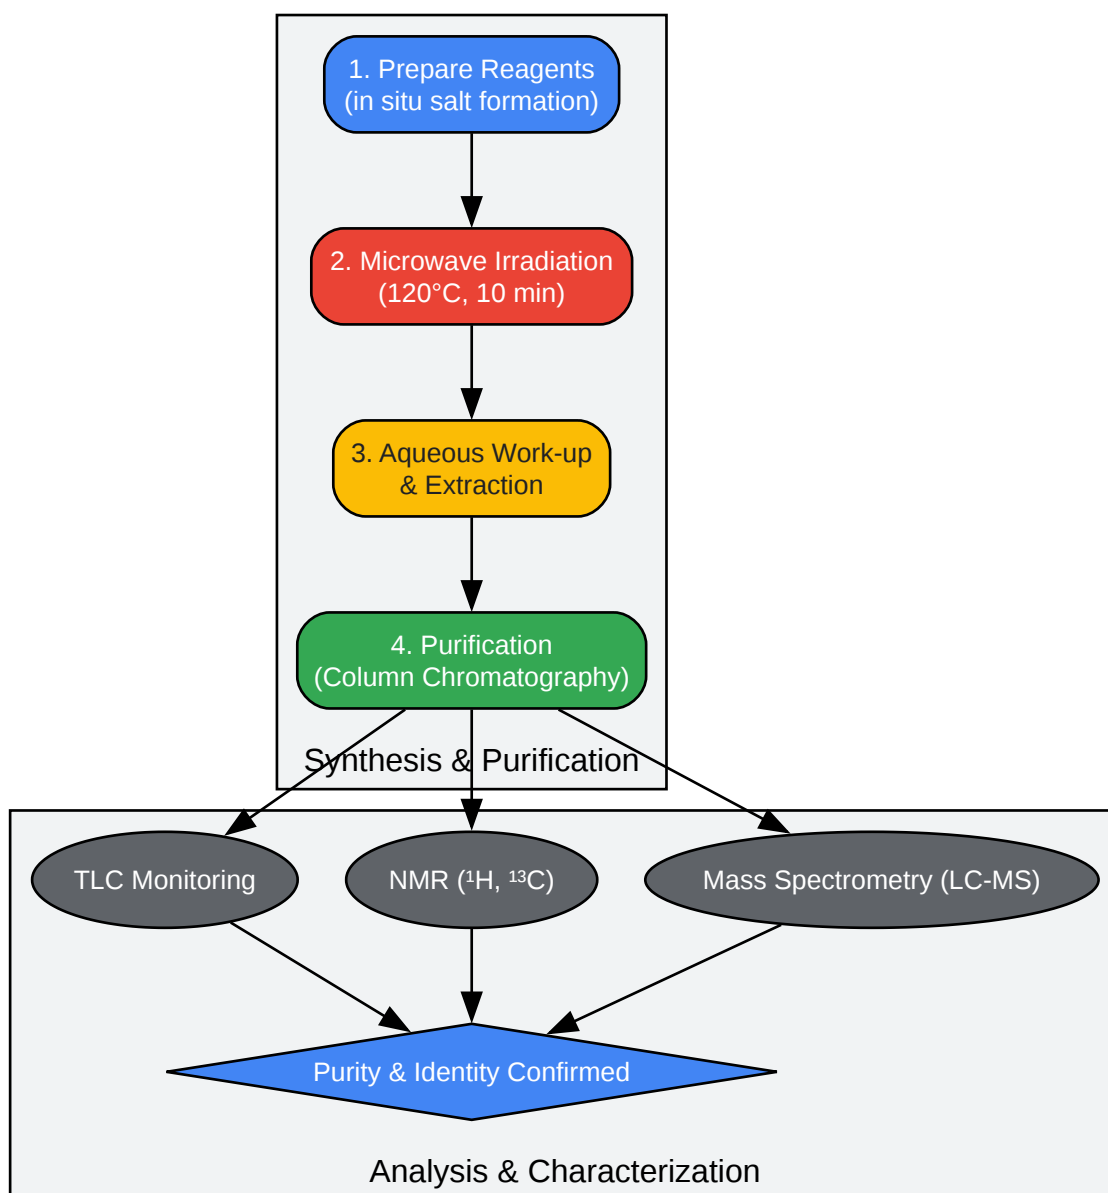 1. Prepare Reagents
(in situ salt formation)
2. Microwave Irradiation
(120°C, 10 min)
3. Aqueous Work-up
& Extraction
4. Purification
(Column Chromatography)
Synthesis & Purification
TLC Monitoring
NMR (¹H, ¹³C)
Mass Spectrometry (LC-MS)
Purity & Identity Confirmed
Analysis & Characterization